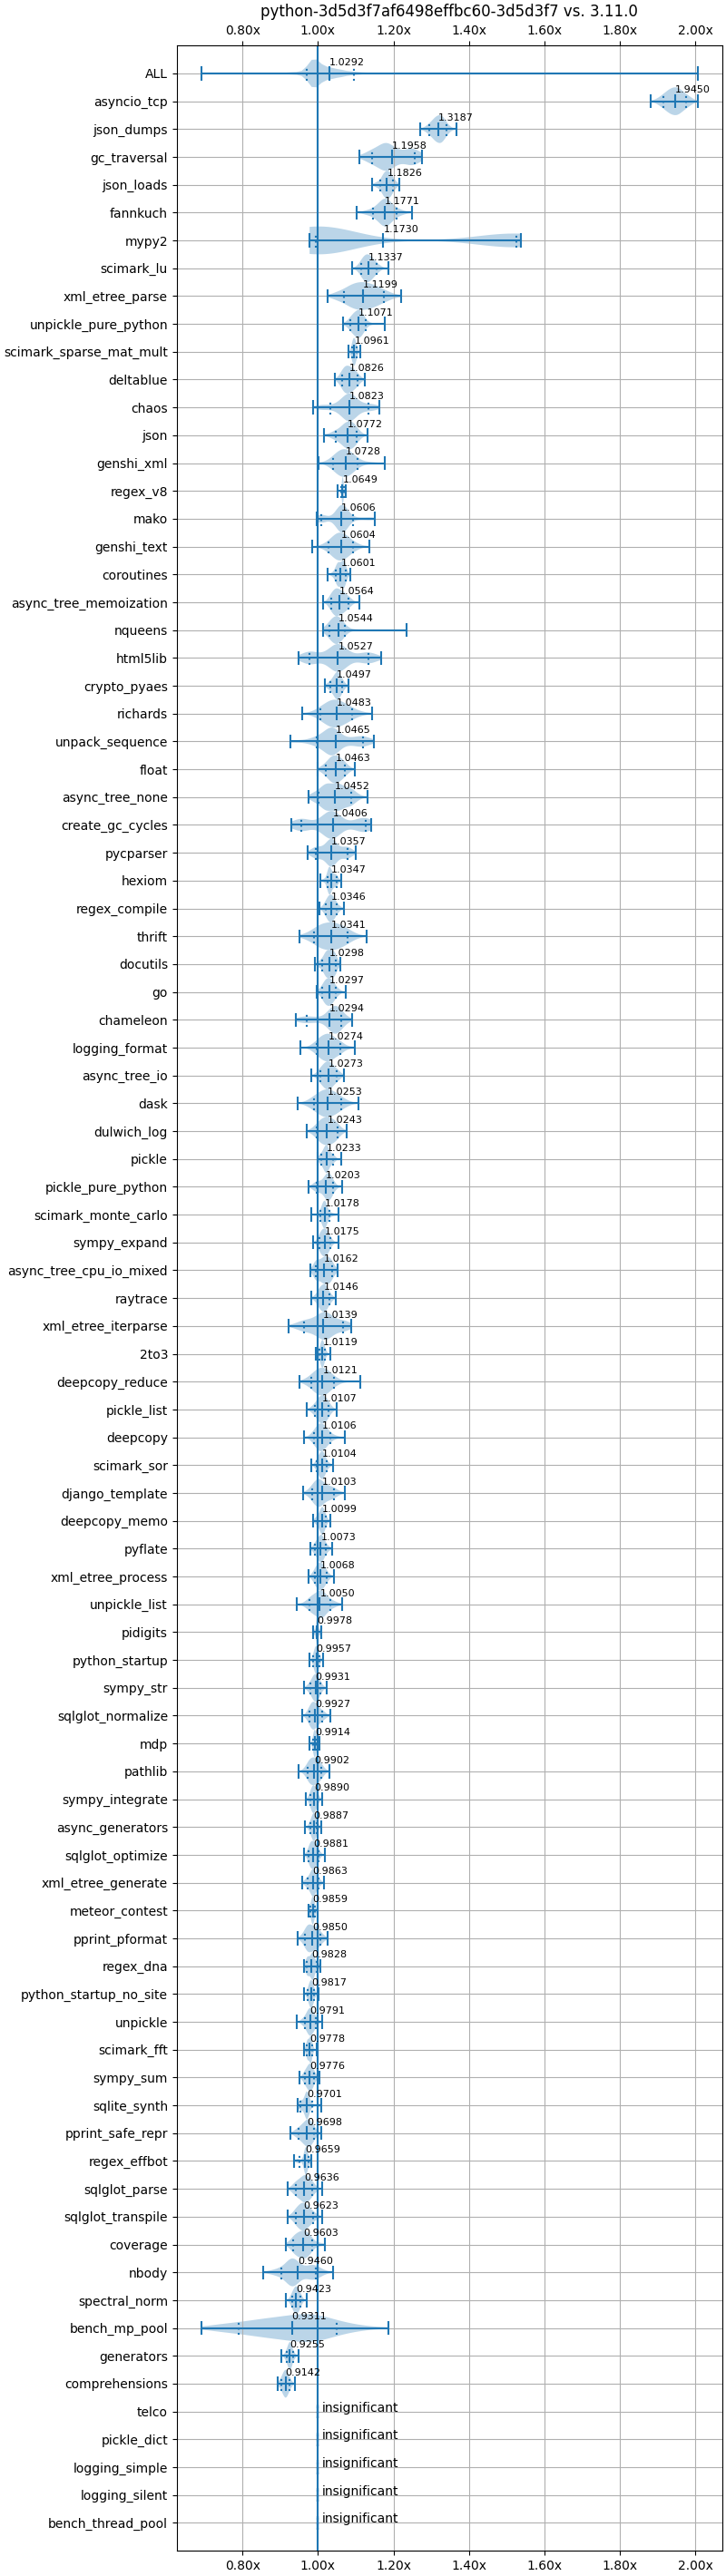 python-3d5d3f7af6498effbc60-3d5d3f7 vs. 3.11.0
0.80x 1.00x 1.20x 1.40x 1.60x 1.80x 2.00x
ALL 1.0292
asyncio_tcp 1.9450
json_dumps 1.3187
gc_traversal 1.1958
json_loads 1.1826
fannkuch 1.1771
mypy2 1.1730
scimark_lu 1.1337
xml_etree_parse 1.1199
unpickle_pure_python 1.1071
scimark_sparse_mat_mult 1.0961
deltablue 1.0826
chaos 1.0823
json 1.0772
genshi_xml 1.0728
regex_v8 1.0649
mako 1.0606
genshi_text 1.0604
coroutines 1.0601
async_tree_memoization 1.0564
nqueens 1.0544
html5lib 1.0527
crypto_pyaes 1.0497
richards 1.0483
unpack_sequence 1.0465
float 1.0463
async_tree_none 1.0452
create_gc_cycles 1.0406
pycparser 1.0357
hexiom 1.0347
regex_compile 1.0346
thrift 1.0341
docutils 1.0298
go 1.0297
chameleon 1.0294
logging_format 1.0274
async_tree_io 1.0273
dask 1.0253
dulwich_log 1.0243
pickle 1.0233
pickle_pure_python 1.0203
scimark_monte_carlo 1.0178
sympy_expand 1.0175
async_tree_cpu_io_mixed 1.0162
raytrace 1.0146
xml_etree_iterparse 1.0139
2to3 1.0119
deepcopy_reduce 1.0121
pickle_list 1.0107
deepcopy 1.0106
scimark_sor 1.0104
django_template 1.0103
deepcopy_memo 1.0099
pyflate 1.0073
xml_etree_process 1.0068
unpickle_list 1.0050
pidigits 0.9978
python_startup 0.9957
sympy_str 0.9931
sqlglot_normalize 0.9927
mdp 0.9914
pathlib 0.9902
sympy_integrate 0.9890
async_generators 0.9887
sqlglot_optimize 0.9881
xml_etree_generate 0.9863
meteor_contest 0.9859
pprint_pformat 0.9850
regex_dna 0.9828
python_startup_no_site 0.9817
unpickle 0.9791
scimark_fft 0.9778
sympy_sum 0.9776
sqlite_synth 0.9701
pprint_safe_repr 0.9698
regex_effbot 0.9659
sqlglot_parse 0.9636
sqlglot_transpile 0.9623
coverage 0.9603
nbody 0.9460
spectral_norm 0.9423
bench_mp_pool 0.9311
generators 0.9255
comprehensions 0.9142
telco insignificant
pickle_dict insignificant
logging_simple insignificant
logging_silent insignificant
bench_thread_pool insignificant
0.80x 1.00x 1.20x 1.40x 1.60x 1.80x 2.00x